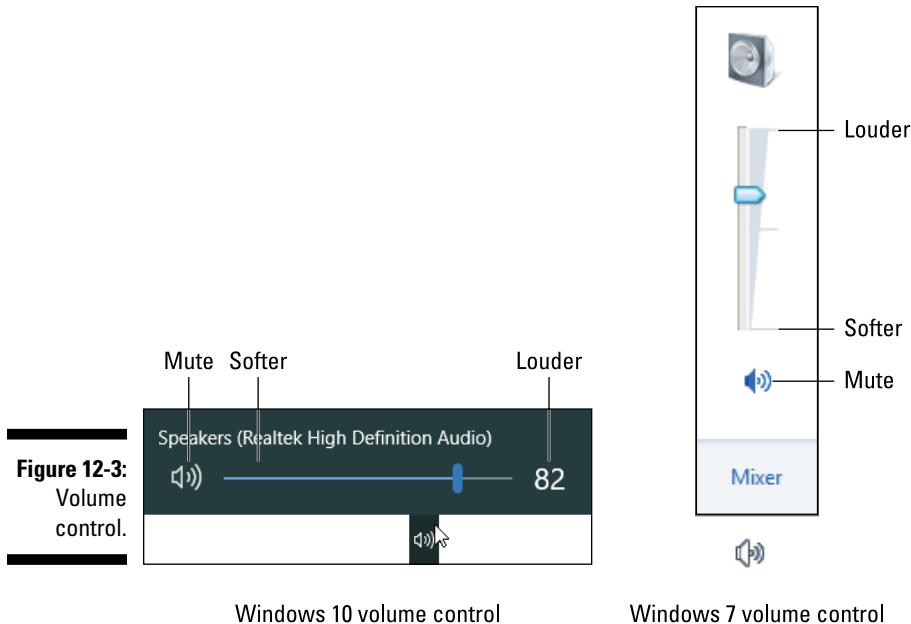 Louder
Softer
Mute
Mixer
Mute Softer Louder
Speakers (Realtek High Definition Audio)
82
Figure 12-3:
Volume
control.
Windows 10 volume control
Windows 7 volume control